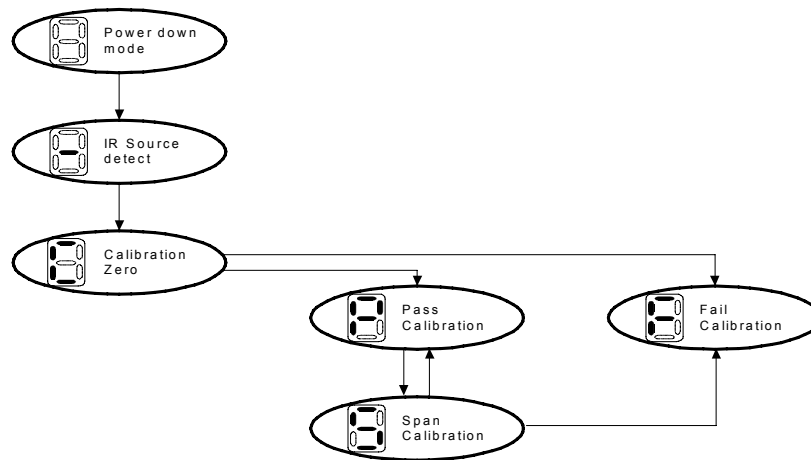 Power down
mode
IR Source
detect
Calibration
Zero
Pass
Calibration
Fail
Calibration
Span
Calibration